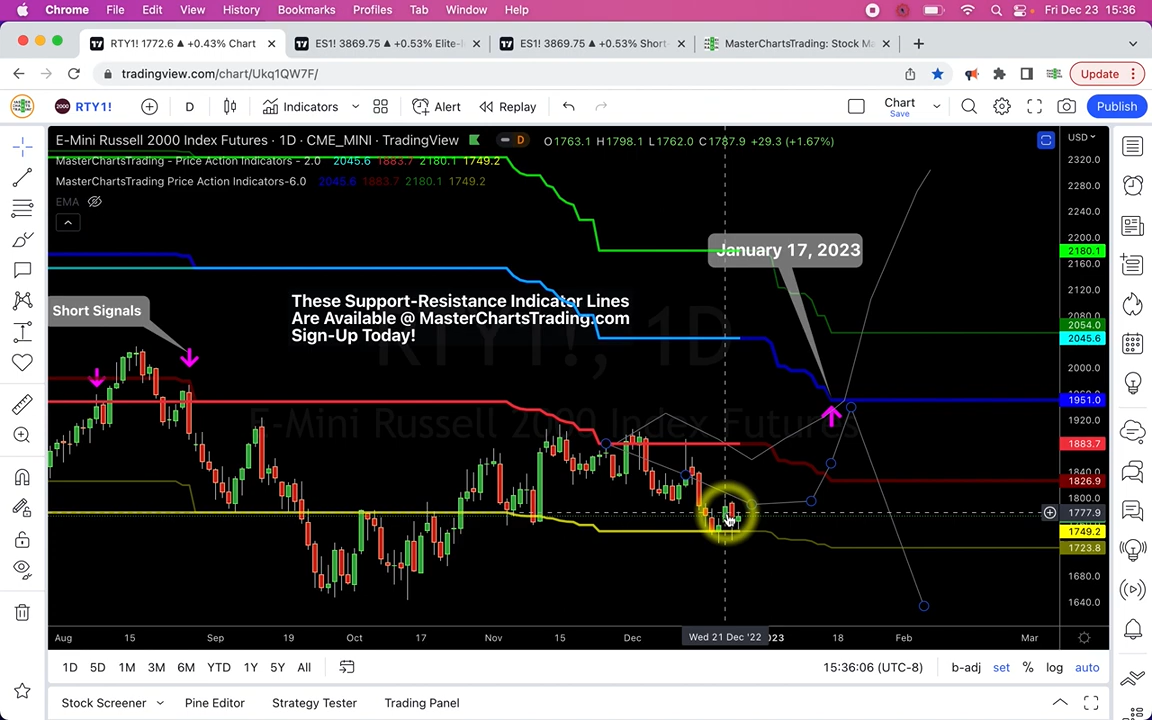 Chrome File Edit View History Bookmarks Profiles Tab Window Help Fri Dec 23 15:36
RTY1! 1772.6 ▲ +0.43% Chart ES1! 3869.75 ▲ +0.53% Elite-I ES1! 3869.75 ▲ +0.53% Short- MasterChartsTrading: Stock Ma
tradingview.com/chart/Ukq1QW7F/ Update
2000 RTY1! D Indicators Alert Replay Chart Save Publish
E-Mini Russell 2000 Index Futures · 1D · CME_MINI · TradingView D O1763.1 H1798.1 L1762.0 C1787.9 +29.3 (+1.67%)
MasterChartsTrading - Price Action Indicators - 2.0 2045.6 1883.7 2180.1 1749.2
MasterChartsTrading Price Action Indicators-6.0 2045.6 1883.7 2180.1 1749.2
EMA
USD
2320.0
2280.0
2240.0
2200.0
2180.1
2160.0
2120.0
2080.0
2054.0
2045.6
2000.0
1951.0
1920.0
1883.7
1840.0
1826.9
1800.0
1777.9
1749.2
1723.8
1680.0
1640.0
January 17, 2023
Short Signals
These Support-Resistance Indicator Lines
Are Available @ MasterChartsTrading.com
Sign-Up Today!
RTY1!, 1D
E-Mini Russell 2000 Index Futures
Aug 15 Sep 19 Oct 17 Nov 15 Dec Wed 21 Dec '22 2023 18 Feb Mar
1D 5D 1M 3M 6M YTD 1Y 5Y All 15:36:06 (UTC-8) b-adj set % log auto
Stock Screener Pine Editor Strategy Tester Trading Panel